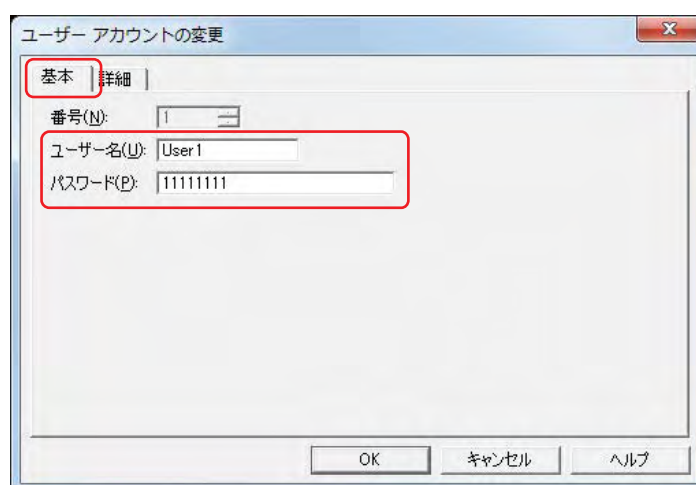 ユーザー アカウントの変更
基本 詳細
番号(N): 1
ユーザー名(U): User1
パスワード(P): 11111111
OK キャンセル ヘルプ